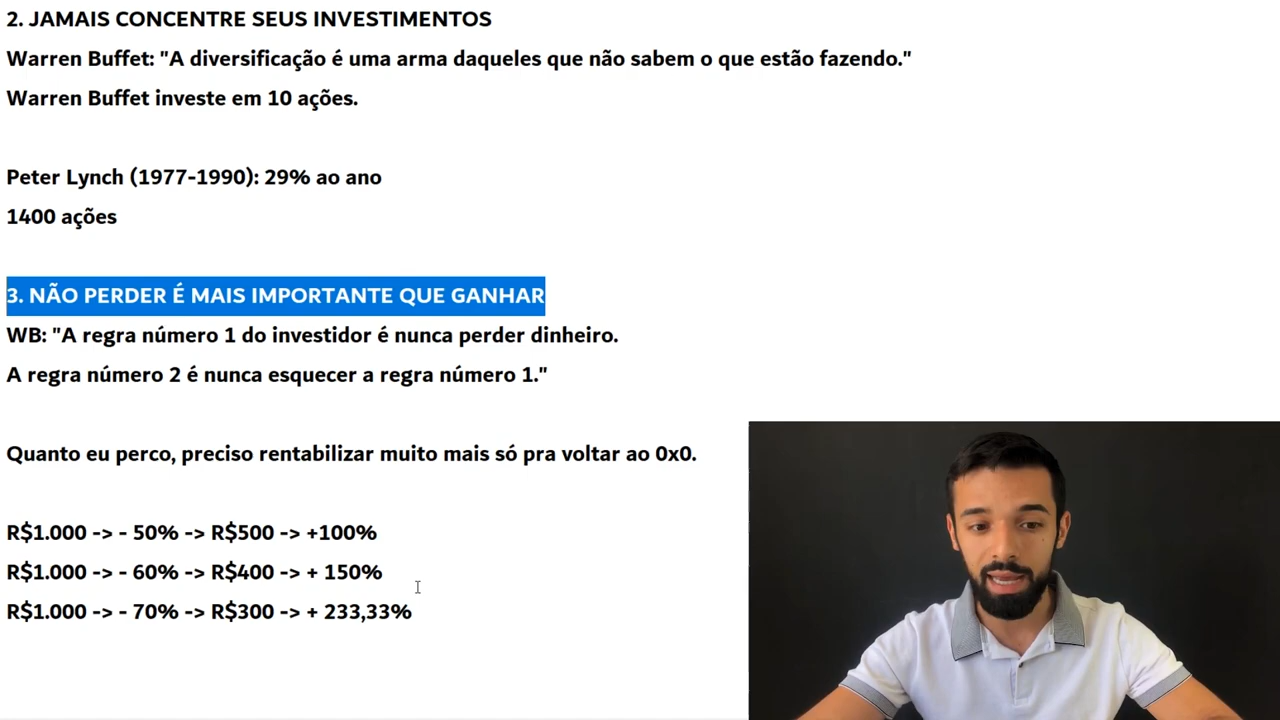 2. JAMAIS CONCENTRE SEUS INVESTIMENTOS
Warren Buffet: "A diversificação é uma arma daqueles que não sabem o que estão fazendo."
Warren Buffet investe em 10 ações.
Peter Lynch (1977-1990): 29% ao ano
1400 ações
3. NÃO PERDER É MAIS IMPORTANTE QUE GANHAR
WB: "A regra número 1 do investidor é nunca perder dinheiro.
A regra número 2 é nunca esquecer a regra número 1."
Quanto eu perco, preciso rentabilizar muito mais só pra voltar ao 0x0.
R$1.000 -> - 50% -> R$500 -> +100%
R$1.000 -> - 60% -> R$400 -> + 150%
R$1.000 -> - 70% -> R$300 -> + 233,33%